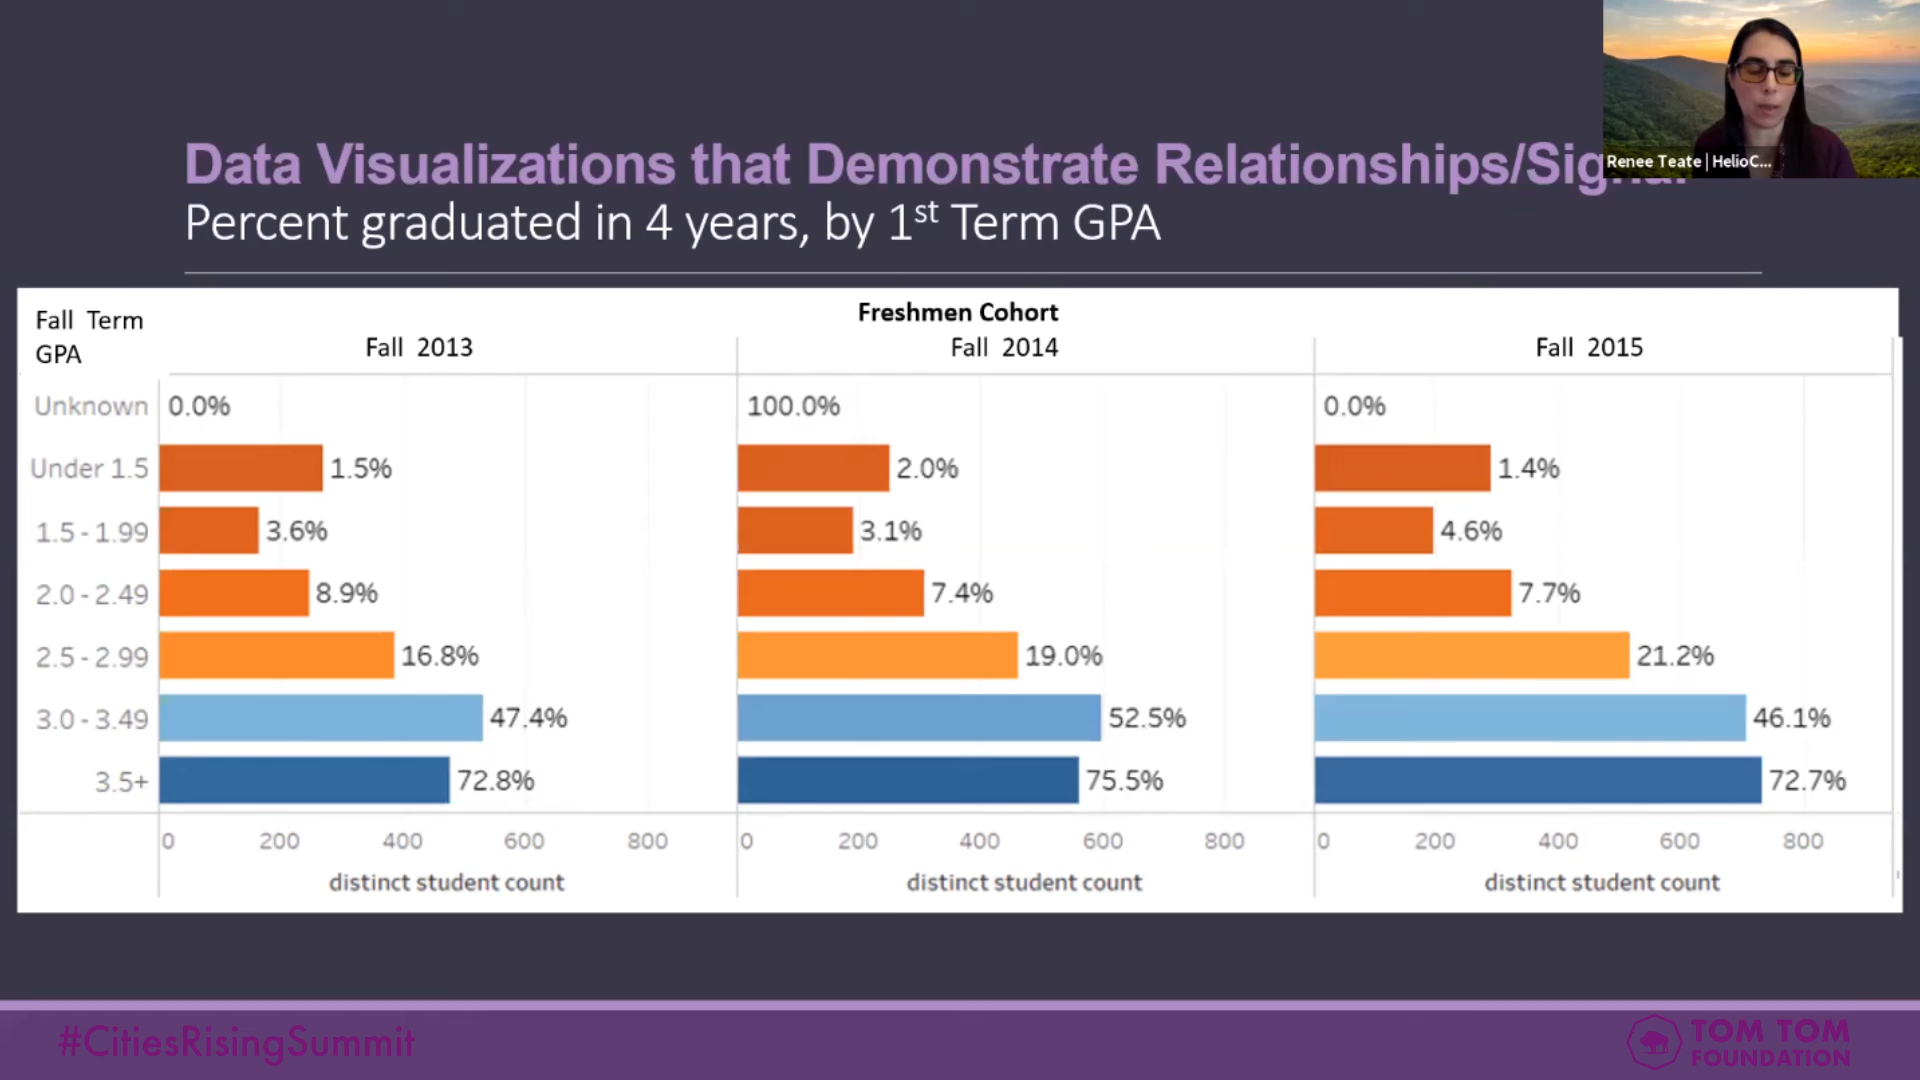 Renee Teate | HelioC...
Data Visualizations that Demonstrate Relationships/Signal
Percent graduated in 4 years, by 1st Term GPA
Freshmen Cohort
Fall Term
GPA
Fall 2013 Fall 2014 Fall 2015
Unknown 0.0% 100.0% 0.0%
Under 1.5 1.5% 2.0% 1.4%
1.5 - 1.99 3.6% 3.1% 4.6%
2.0 - 2.49 8.9% 7.4% 7.7%
2.5 - 2.99 16.8% 19.0% 21.2%
3.0 - 3.49 47.4% 52.5% 46.1%
3.5+ 72.8% 75.5% 72.7%
0 200 400 600 800 0 200 400 600 800 0 200 400 600 800
distinct student count distinct student count distinct student count
#CitiesRisingSummit
TOM TOM
FOUNDATION